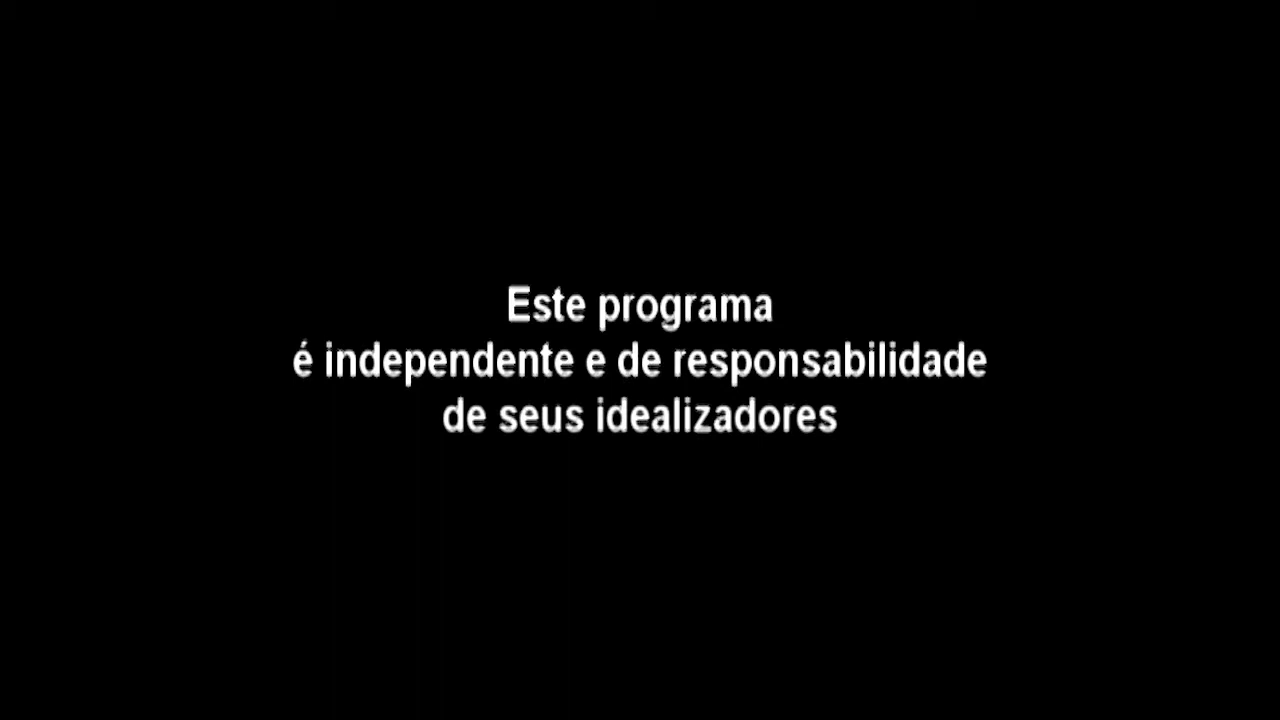 Este programa
é independente e de responsabilidade
de seus idealizadores